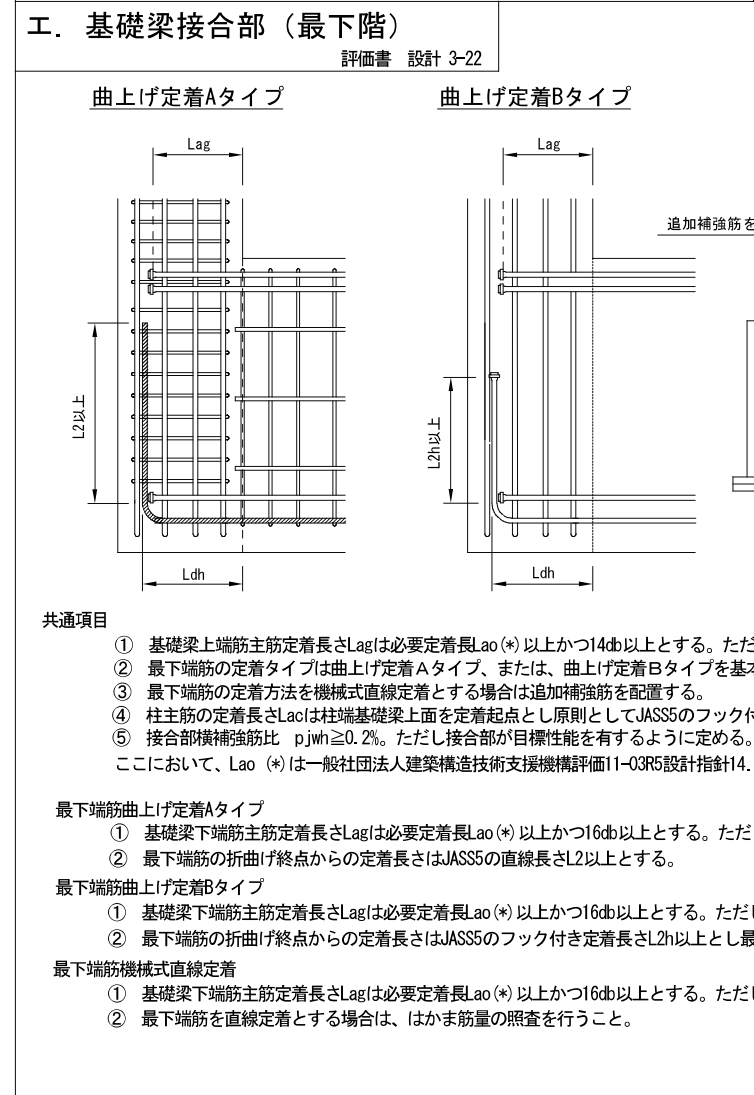 エ. 基礎梁接合部（最下階）
評価書 設計 3-22
曲上げ定着Aタイプ
曲上げ定着Bタイプ
Lag
Lag
追加補強筋を
L2以上
L2h以上
Ldh
Ldh
共通項目
① 基礎梁上端筋主筋定着長さLagは必要定着長Lao(*)以上かつ14db以上とする。ただ
② 最下端筋の定着タイプは曲上げ定着Ａタイプ、または、曲上げ定着Ｂタイプを基本
③ 最下端筋の定着方法を機械式直線定着とする場合は追加補強筋を配置する。
④ 柱主筋の定着長さLacは柱端基礎梁上面を定着起点とし原則としてJASS5のフック付
⑤ 接合部横補強筋比 pjwh≧0.2%。ただし接合部が目標性能を有するように定める。
ここにおいて、Lao (*)は一般社団法人建築構造技術支援機構評価11-03R5設計指針14.
最下端筋曲上げ定着Aタイプ
① 基礎梁下端筋主筋定着長さLagは必要定着長Lao(*)以上かつ16db以上とする。ただ
② 最下端筋の折曲げ終点からの定着長さはJASS5の直線長さL2以上とする。
最下端筋曲上げ定着Bタイプ
① 基礎梁下端筋主筋定着長さLagは必要定着長Lao(*)以上かつ16db以上とする。ただし
② 最下端筋の折曲げ終点からの定着長さはJASS5のフック付き定着長さL2h以上とし最
最下端筋機械式直線定着
① 基礎梁下端筋主筋定着長さLagは必要定着長Lao(*)以上かつ16db以上とする。ただし
② 最下端筋を直線定着とする場合は、はかま筋量の照査を行うこと。